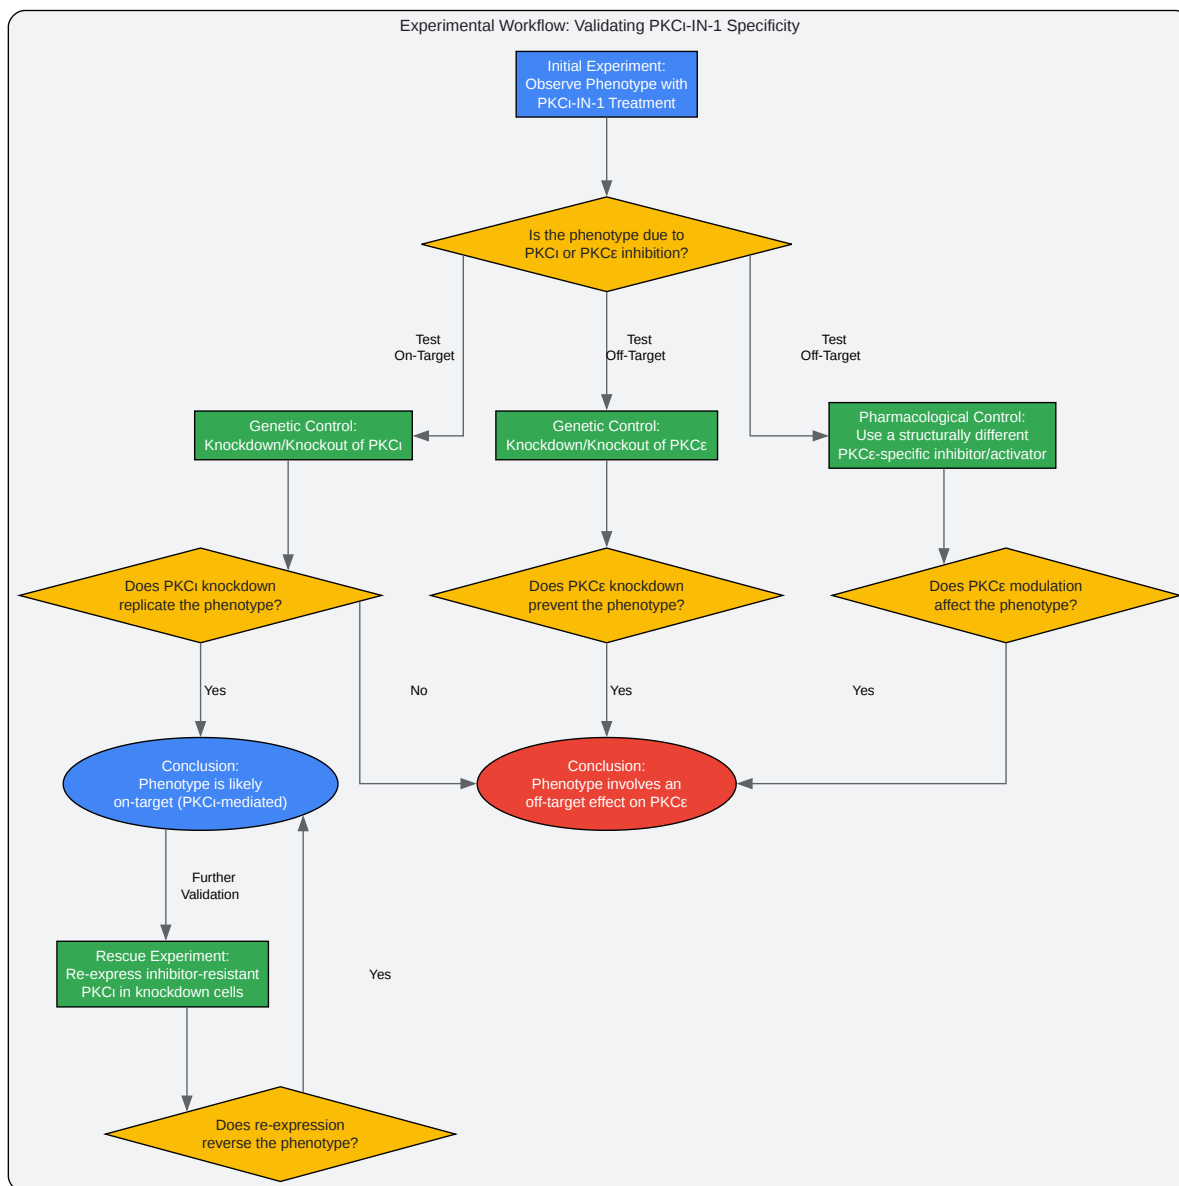 Experimental Workflow: Validating PKCι-IN-1 Specificity
Initial Experiment:
Observe Phenotype with
PKCι-IN-1 Treatment
Is the phenotype due to
PKCι or PKCε inhibition?
Test
On-Target
Test
Off-Target
Test
Off-Target
Genetic Control:
Knockdown/Knockout of PKCι
Genetic Control:
Knockdown/Knockout of PKCε
Pharmacological Control:
Use a structurally different
PKCε-specific inhibitor/activator
Does PKCι knockdown
replicate the phenotype?
Does PKCε knockdown
prevent the phenotype?
Does PKCε modulation
affect the phenotype?
Yes
No
Yes
Yes
Conclusion:
Phenotype is likely
on-target (PKCι-mediated)
Conclusion:
Phenotype involves an
off-target effect on PKCε
Further
Validation
Rescue Experiment:
Re-express inhibitor-resistant
PKCι in knockdown cells
Yes
Does re-expression
reverse the phenotype?